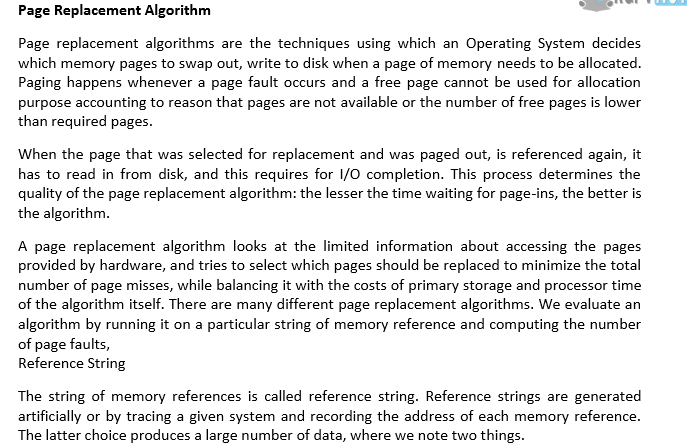 Page Replacement Algorithm
Page replacement algorithms are the techniques using which an Operating System decides
which memory pages to swap out, write to disk when a page of memory needs to be allocated.
Paging happens whenever a page fault occurs and a free page cannot be used for allocation
purpose accounting to reason that pages are not available or the number of free pages is lower
than required pages.
When the page that was selected for replacement and was paged out, is referenced again, it
has to read in from disk, and this requires for I/O completion. This process determines the
quality of the page replacement algorithm: the lesser the time waiting for page-ins, the better is
the algorithm.
A page replacement algorithm looks at the limited information about accessing the pages
provided by hardware, and tries to select which pages should be replaced to minimize the total
number of page misses, while balancing it with the costs of primary storage and processor time
of the algorithm itself. There are many different page replacement algorithms. We evaluate an
algorithm by running it on a particular string of memory reference and computing the number
of page faults,
Reference String
The string of memory references is called reference string. Reference strings are generated
artificially or by tracing a given system and recording the address of each memory reference.
The latter choice produces a large number of data, where we note two things.